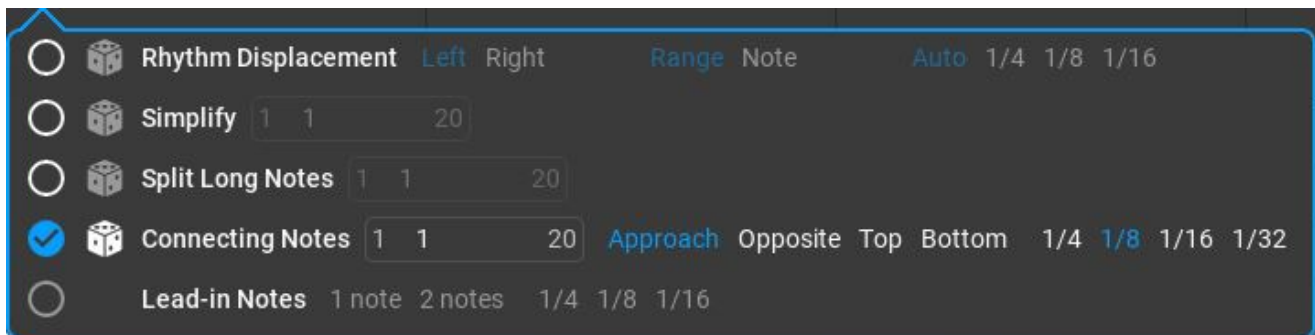 Rhythm Displacement Left Right Range Note Auto 1/4 1/8 1/16
Simplify 1 1 20
Split Long Notes 1 1 20
Connecting Notes 1 1 20 Approach Opposite Top Bottom 1/4 1/8 1/16 1/32
Lead-in Notes 1 note 2 notes 1/4 1/8 1/16